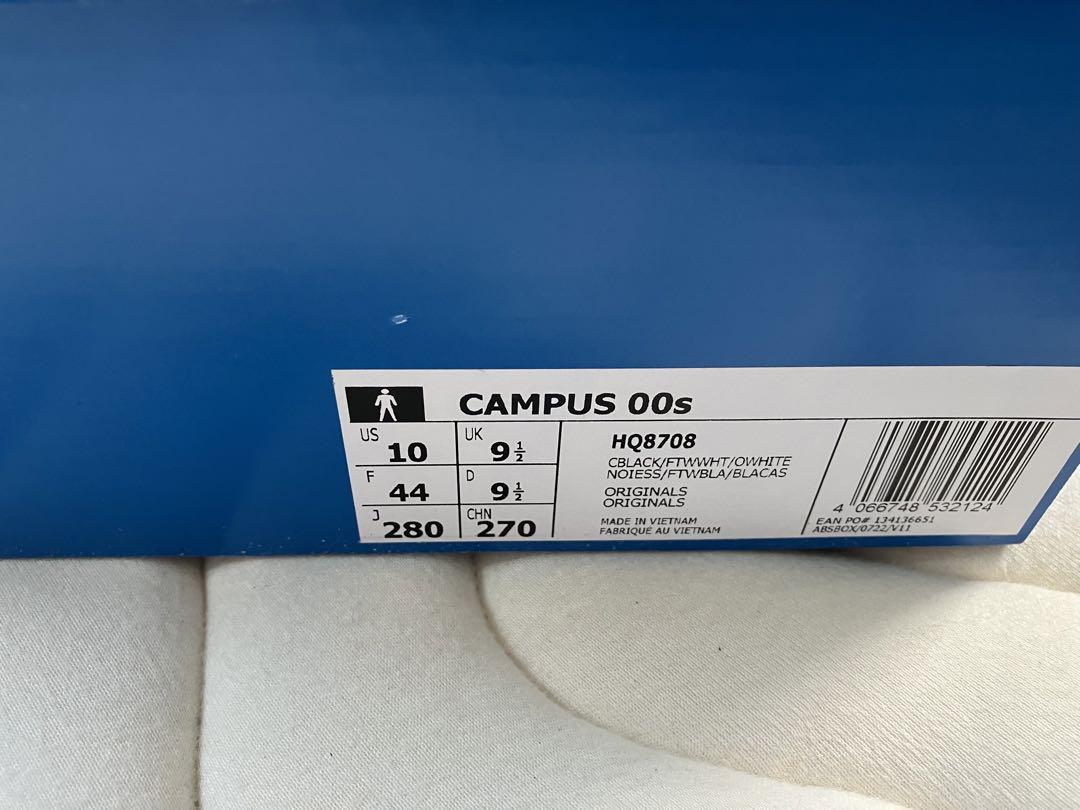 CAMPUS 00s
US 10 UK 9 1/2
F 44 D 9 1/2
J 280 CHN 270
HQ8708
CBLACK/FTWWHT/OWHITE
NOIESS/FTWBLA/BLACAS
ORIGINALS
ORIGINALS
MADE IN VIETNAM
FABRIQUÉ AU VIETNAM
4 066748 532124
EAN PO# 134136651
ABSBOX/0722/V11